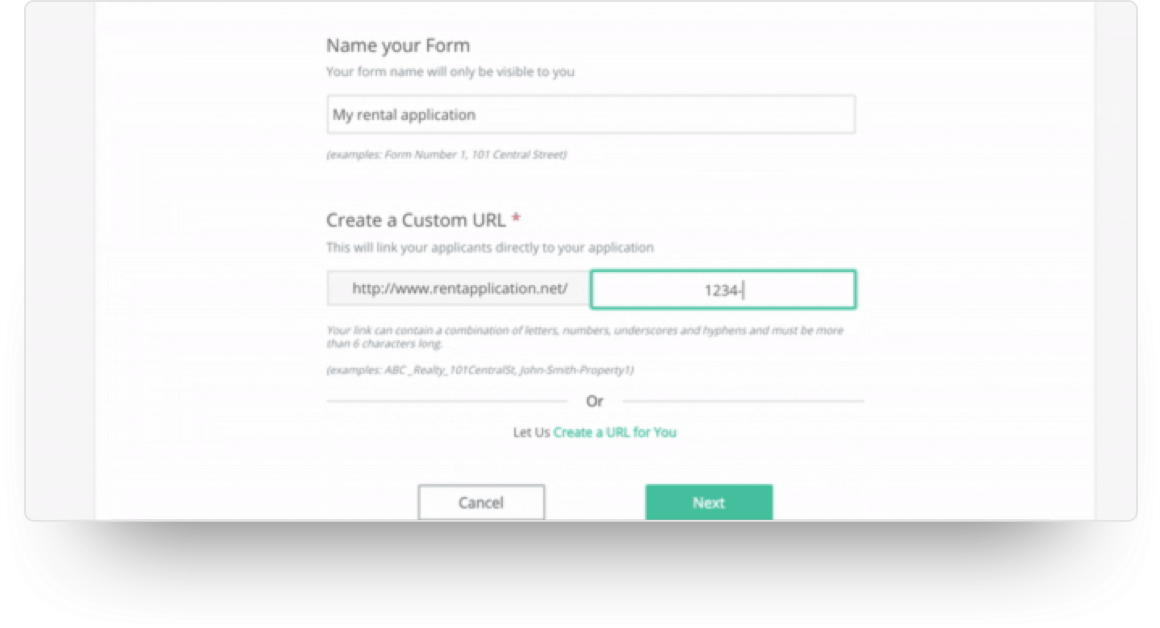 Name your Form
Your form name will only be visible to you
My rental application
(examples: Form Number 1, 101 Central Street)
Create a Custom URL *
This will link your applicants directly to your application
http://www.rentapplication.net/ 1234-
Your link can contain a combination of letters, numbers, underscores and hyphens and must be more
than 6 characters long.
(examples: ABC_Realty_101CentralSt, John-Smith-Property1)
Or
Let Us Create a URL for You
Cancel Next